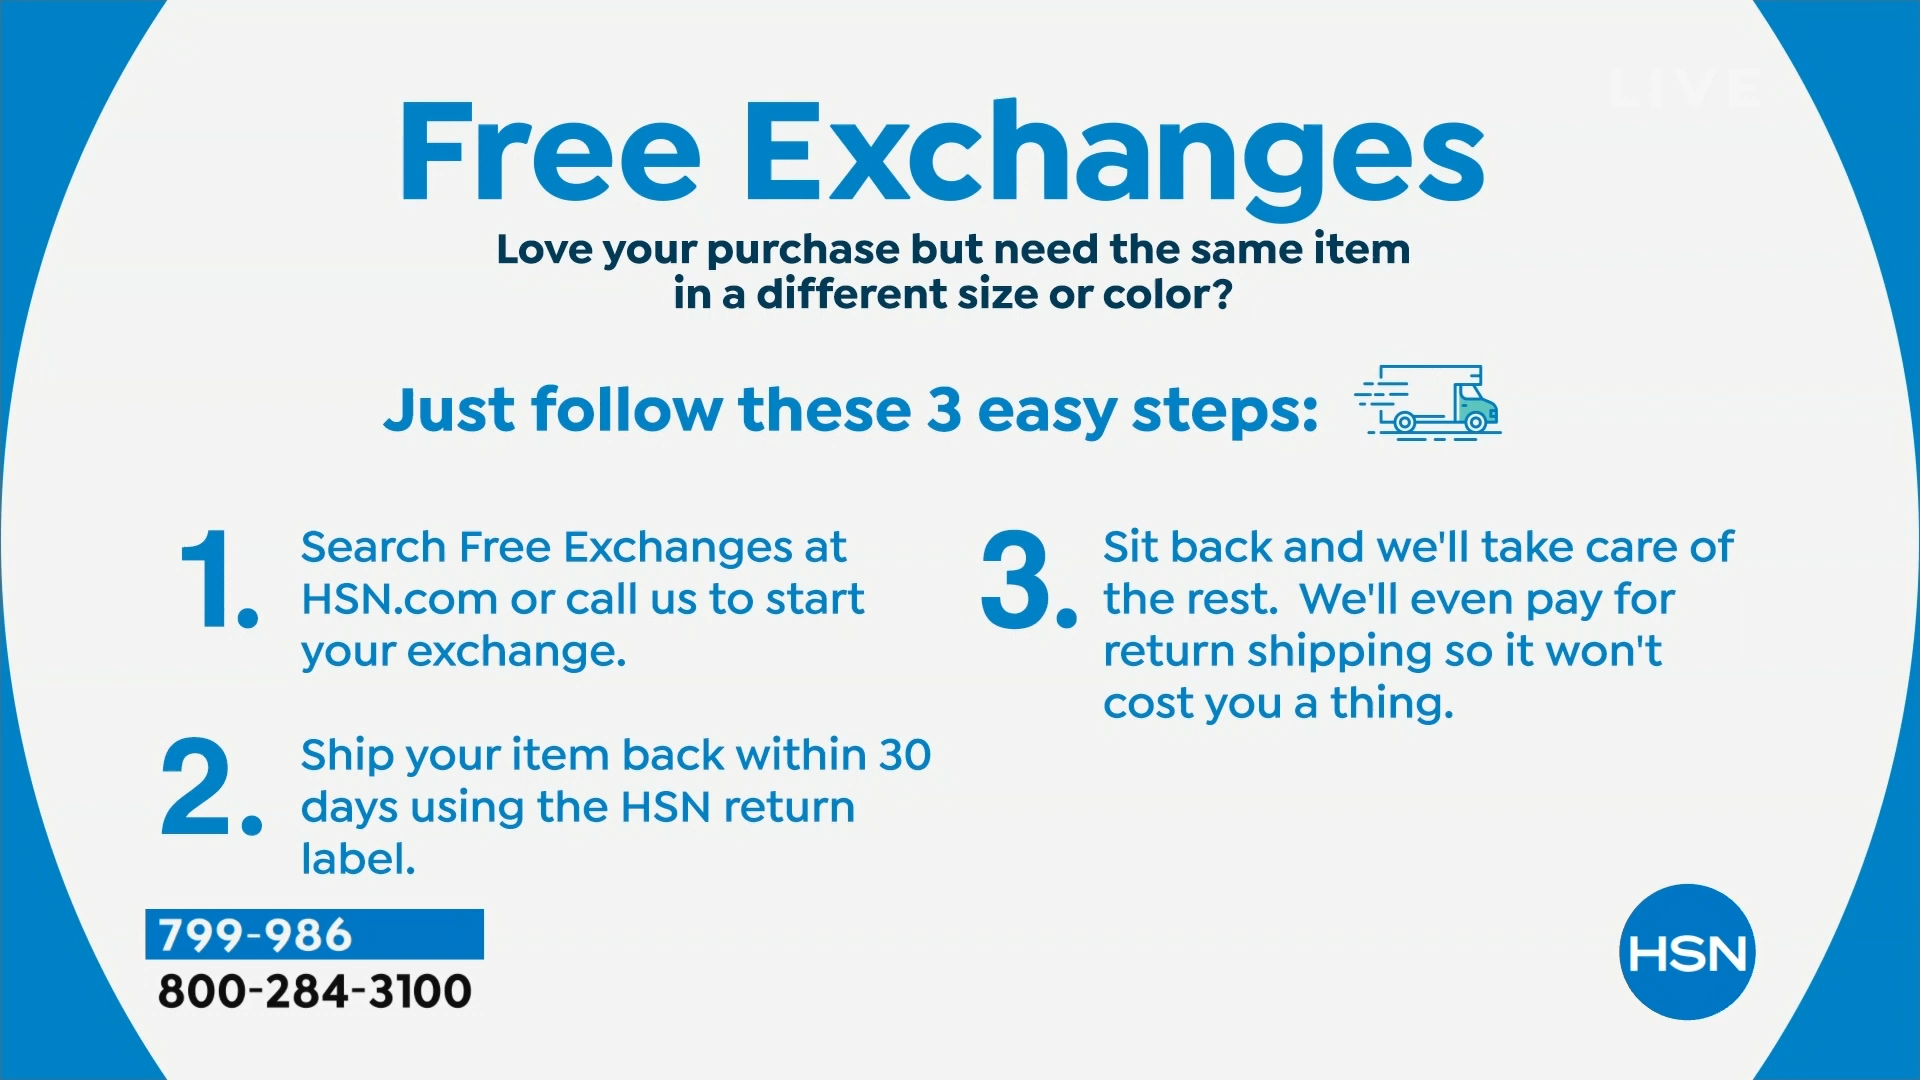 LIVE
Free Exchanges
Love your purchase but need the same item
in a different size or color?
Just follow these 3 easy steps:
1.
Search Free Exchanges at
HSN.com or call us to start
your exchange.
2.
Ship your item back within 30
days using the HSN return
label.
3.
Sit back and we'll take care of
the rest.  We'll even pay for
return shipping so it won't
cost you a thing.
799-986
800-284-3100
HSN